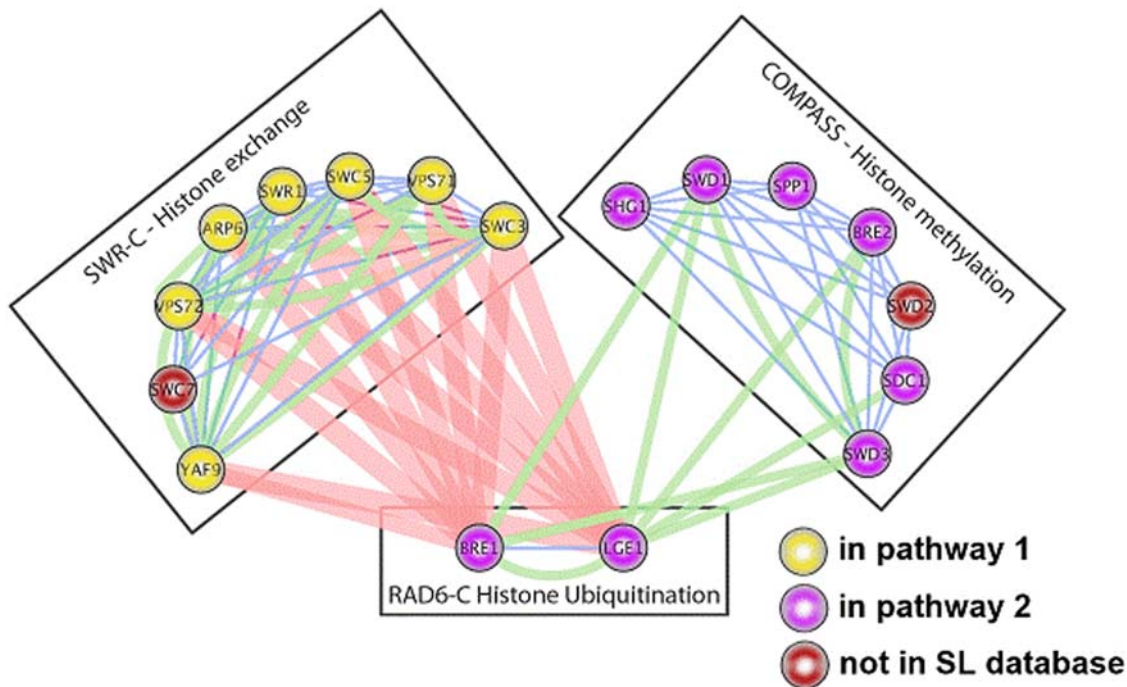 SWR-C - Histone exchange
COMPASS - Histone methylation
SWC5
VPS71
SWR1
SWC3
ARP6
VPS72
SWC7
YAF9
SWD1
SPP1
SHG1
BRE2
SWD2
SDC1
SWD3
BRE1
LGE1
RAD6-C Histone Ubiquitination
in pathway 1
in pathway 2
not in SL database